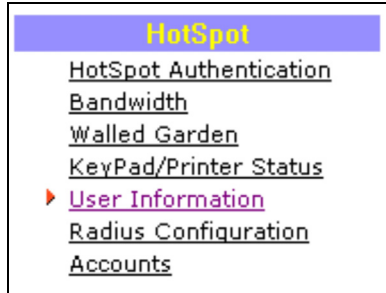 HotSpot
HotSpot Authentication
Bandwidth
Walled Garden
KeyPad/Printer Status
User Information
Radius Configuration
Accounts